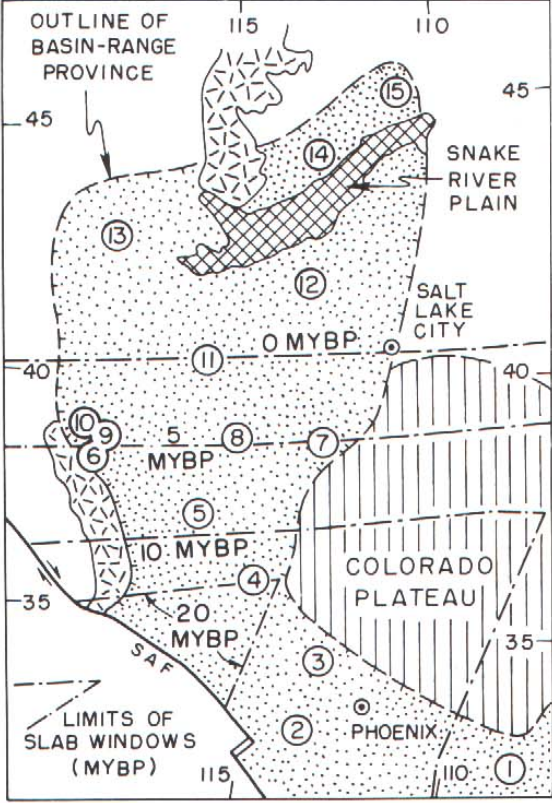 115
110
OUTLINE OF
BASIN-RANGE
PROVINCE
45
45
15
14
SNAKE
RIVER
PLAIN
13
12
SALT
LAKE
CITY
0 MYBP
11
40
40
10
9
6
5
MYBP
8
7
5
10 MYBP
COLORADO
PLATEAU
4
35
20
MYBP
35
SAF
3
LIMITS OF
SLAB WINDOWS
(MYBP)
2
PHOENIX
1
115
110